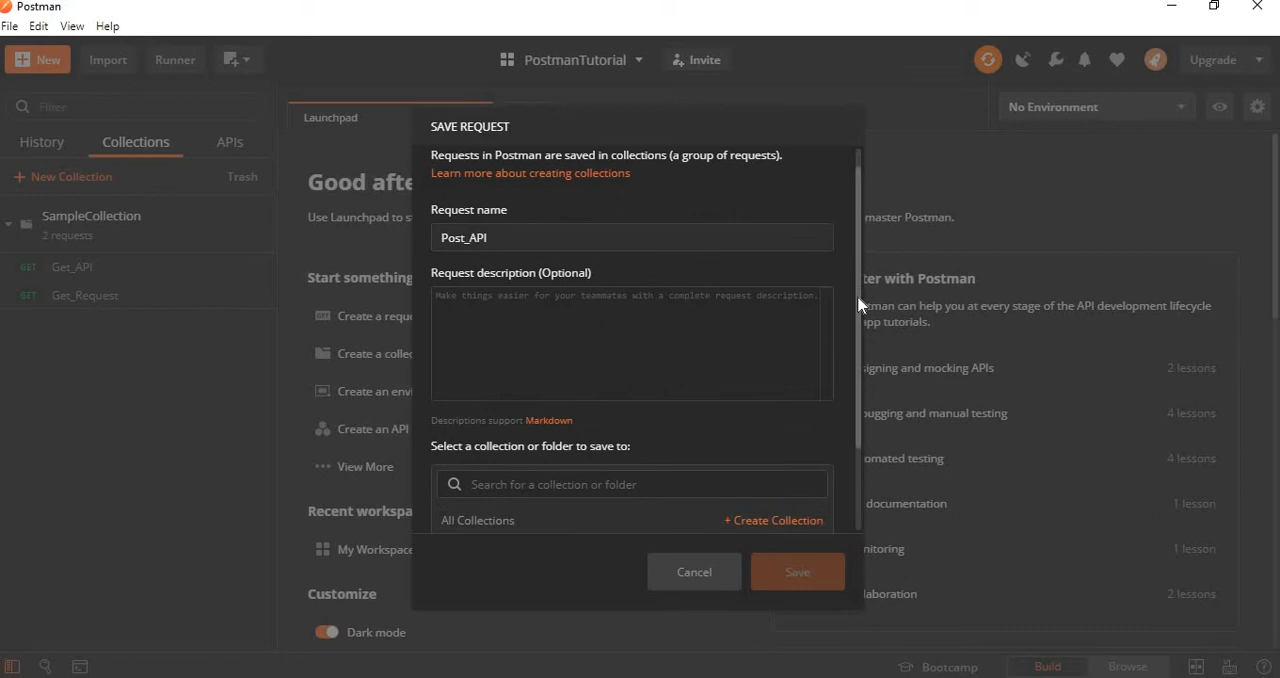 Postman
File Edit View Help
New Import Runner PostmanTutorial Invite Upgrade
Filter
Launchpad
No Environment
History Collections APIs
+ New Collection Trash
SampleCollection
2 requests
GET Get_API
GET Get_Request
SAVE REQUEST
Requests in Postman are saved in collections (a group of requests).
Learn more about creating collections
Request name
Post_API
Request description (Optional)
Make things easier for your teammates with a complete request description.
Descriptions support Markdown
Select a collection or folder to save to:
Search for a collection or folder
All Collections + Create Collection
Cancel Save
Good afte
Use Launchpad to st
Start something
Create a reque
Create a collec
Create an envi
Create an API
View More
Recent workspa
My Workspace
Customize
Dark mode
master Postman.
ter with Postman
tman can help you at every stage of the API development lifecycle
pp tutorials.
igning and mocking APIs 2 lessons
ugging and manual testing 4 lessons
omated testing 4 lessons
documentation 1 lesson
nitoring 1 lesson
aboration 2 lessons
Bootcamp Build Browse